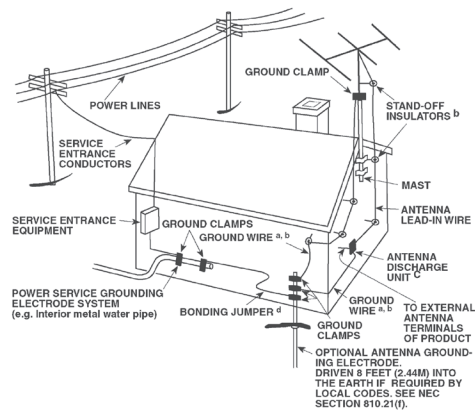 GROUND CLAMP
POWER LINES
STAND-OFF
INSULATORS b
SERVICE
ENTRANCE
CONDUCTORS
MAST
ANTENNA
LEAD-IN WIRE
SERVICE ENTRANCE
EQUIPMENT
GROUND CLAMPS
GROUND WIRE a, b
ANTENNA
DISCHARGE
UNIT C
POWER SERVICE GROUNDING
ELECTRODE SYSTEM
(e.g. Interior metal water pipe)
BONDING JUMPER d
GROUND
WIRE a, b
TO EXTERNAL
ANTENNA
TERMINALS
OF PRODUCT
GROUND
CLAMPS
OPTIONAL ANTENNA GROUND-
ING ELECTRODE.
DRIVEN 8 FEET (2.44M) INTO
THE EARTH IF REQUIRED BY
LOCAL CODES. SEE NEC
SECTION 810.21(f).